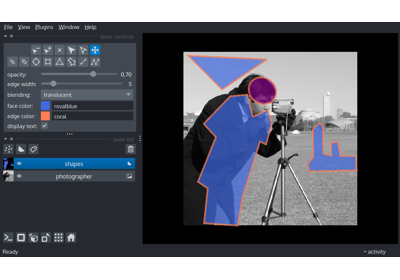 File View Plugins Window Help
layer controls
opacity: 0.70
edge width: 5
blending: translucent
face color: royalblue
edge color: coral
display text:
layer list
shapes
photographer
Ready activity